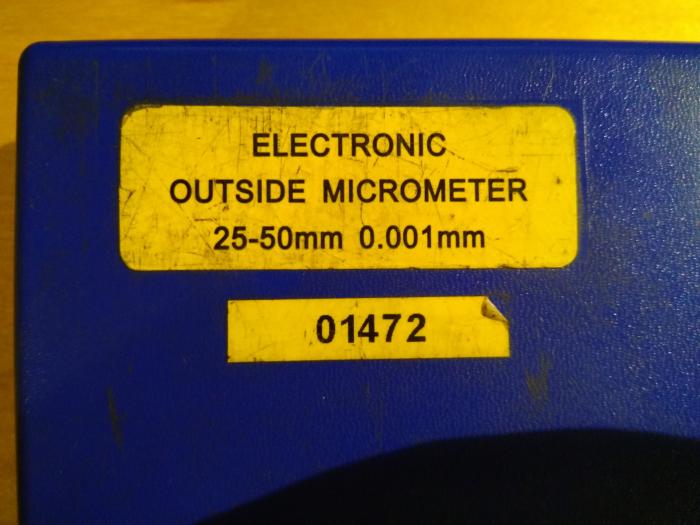 ELECTRONIC
OUTSIDE MICROMETER
25-50mm 0.001mm
01472